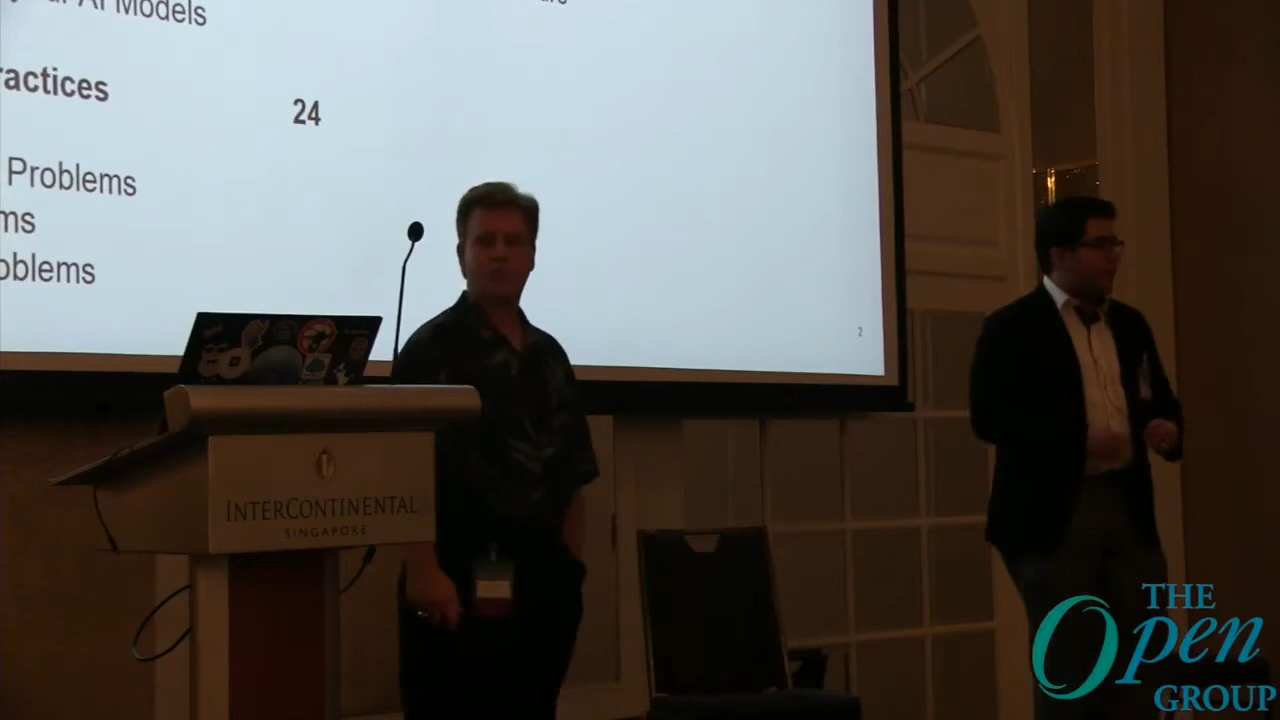 AI Models
ractices
24
Problems
ms
oblems
2
INTERCONTINENTAL
SINGAPORE
THE
Open
GROUP